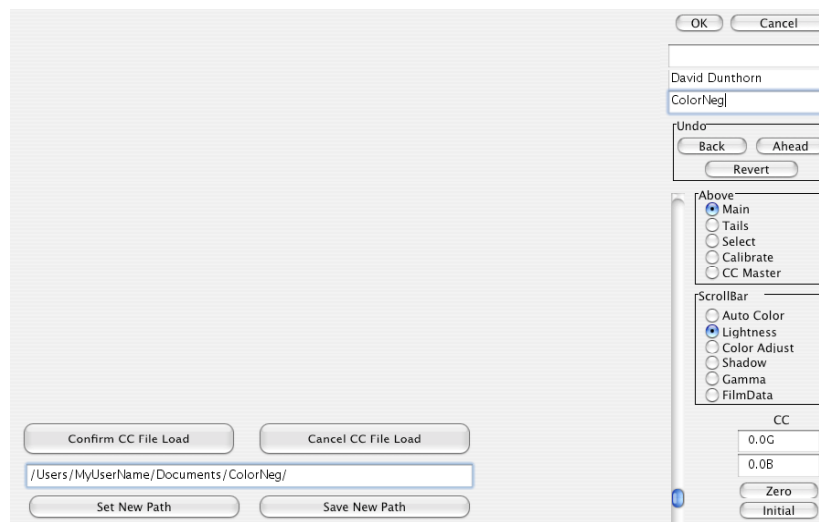 OK Cancel
David Dunthorn
ColorNeg
Undo
Back Ahead
Revert
Above
Main
Tails
Select
Calibrate
CC Master
ScrollBar
Auto Color
Lightness
Color Adjust
Shadow
Gamma
FilmData
CC
0.0G
0.0B
Zero
Initial
Confirm CC File Load Cancel CC File Load
/Users/MyUserName/Documents/ColorNeg/
Set New Path Save New Path